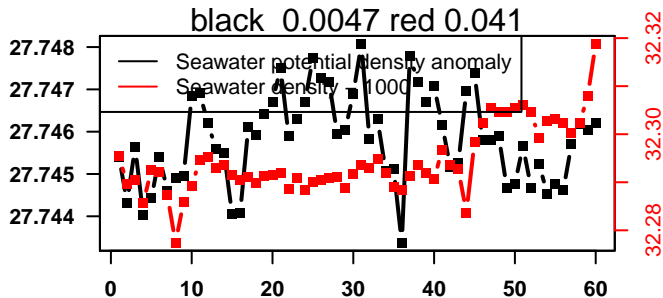 black 0.0047 red 0.041
27.748
27.747
27.746
27.745
27.744
Seawater potential density anomaly
Seawater density - 1000
32.32
32.30
32.28
0 10 20 30 40 50 60